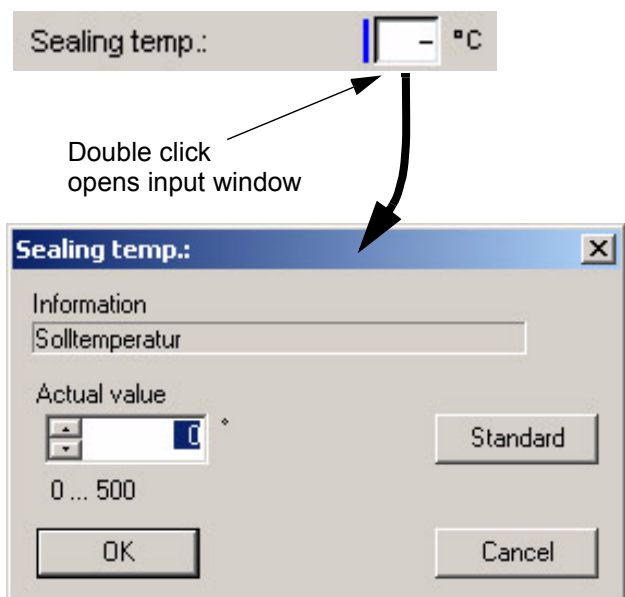 Sealing temp.: – °C
Double click
opens input window
Sealing temp.:
Information
Solltemperatur
Actual value
0 °
Standard
0 ... 500
OK
Cancel